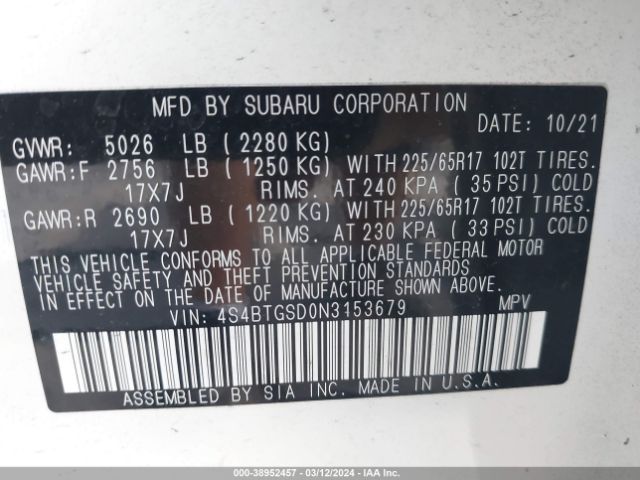 MFD BY SUBARU CORPORATION
DATE: 10/21
GVWR: 5026 LB ( 2280 KG)
GAWR:F 2756 LB ( 1250 KG) WITH 225/65R17 102T TIRES.
17X7J RIMS. AT 240 KPA ( 35 PSI) COLD
GAWR:R 2690 LB ( 1220 KG) WITH 225/65R17 102T TIRES.
17X7J RIMS. AT 230 KPA ( 33 PSI) COLD
THIS VEHICLE CONFORMS TO ALL APPLICABLE FEDERAL MOTOR
VEHICLE SAFETY AND THEFT PREVENTION STANDARDS
IN EFFECT ON THE DATE OF MANUFACTURE SHOWN ABOVE.
VIN: 4S4BTGSD0N3153679 MPV
ASSEMBLED BY SIA INC. MADE IN U.S.A.
000-38952457 - 03/12/2024 - IAAI.COM